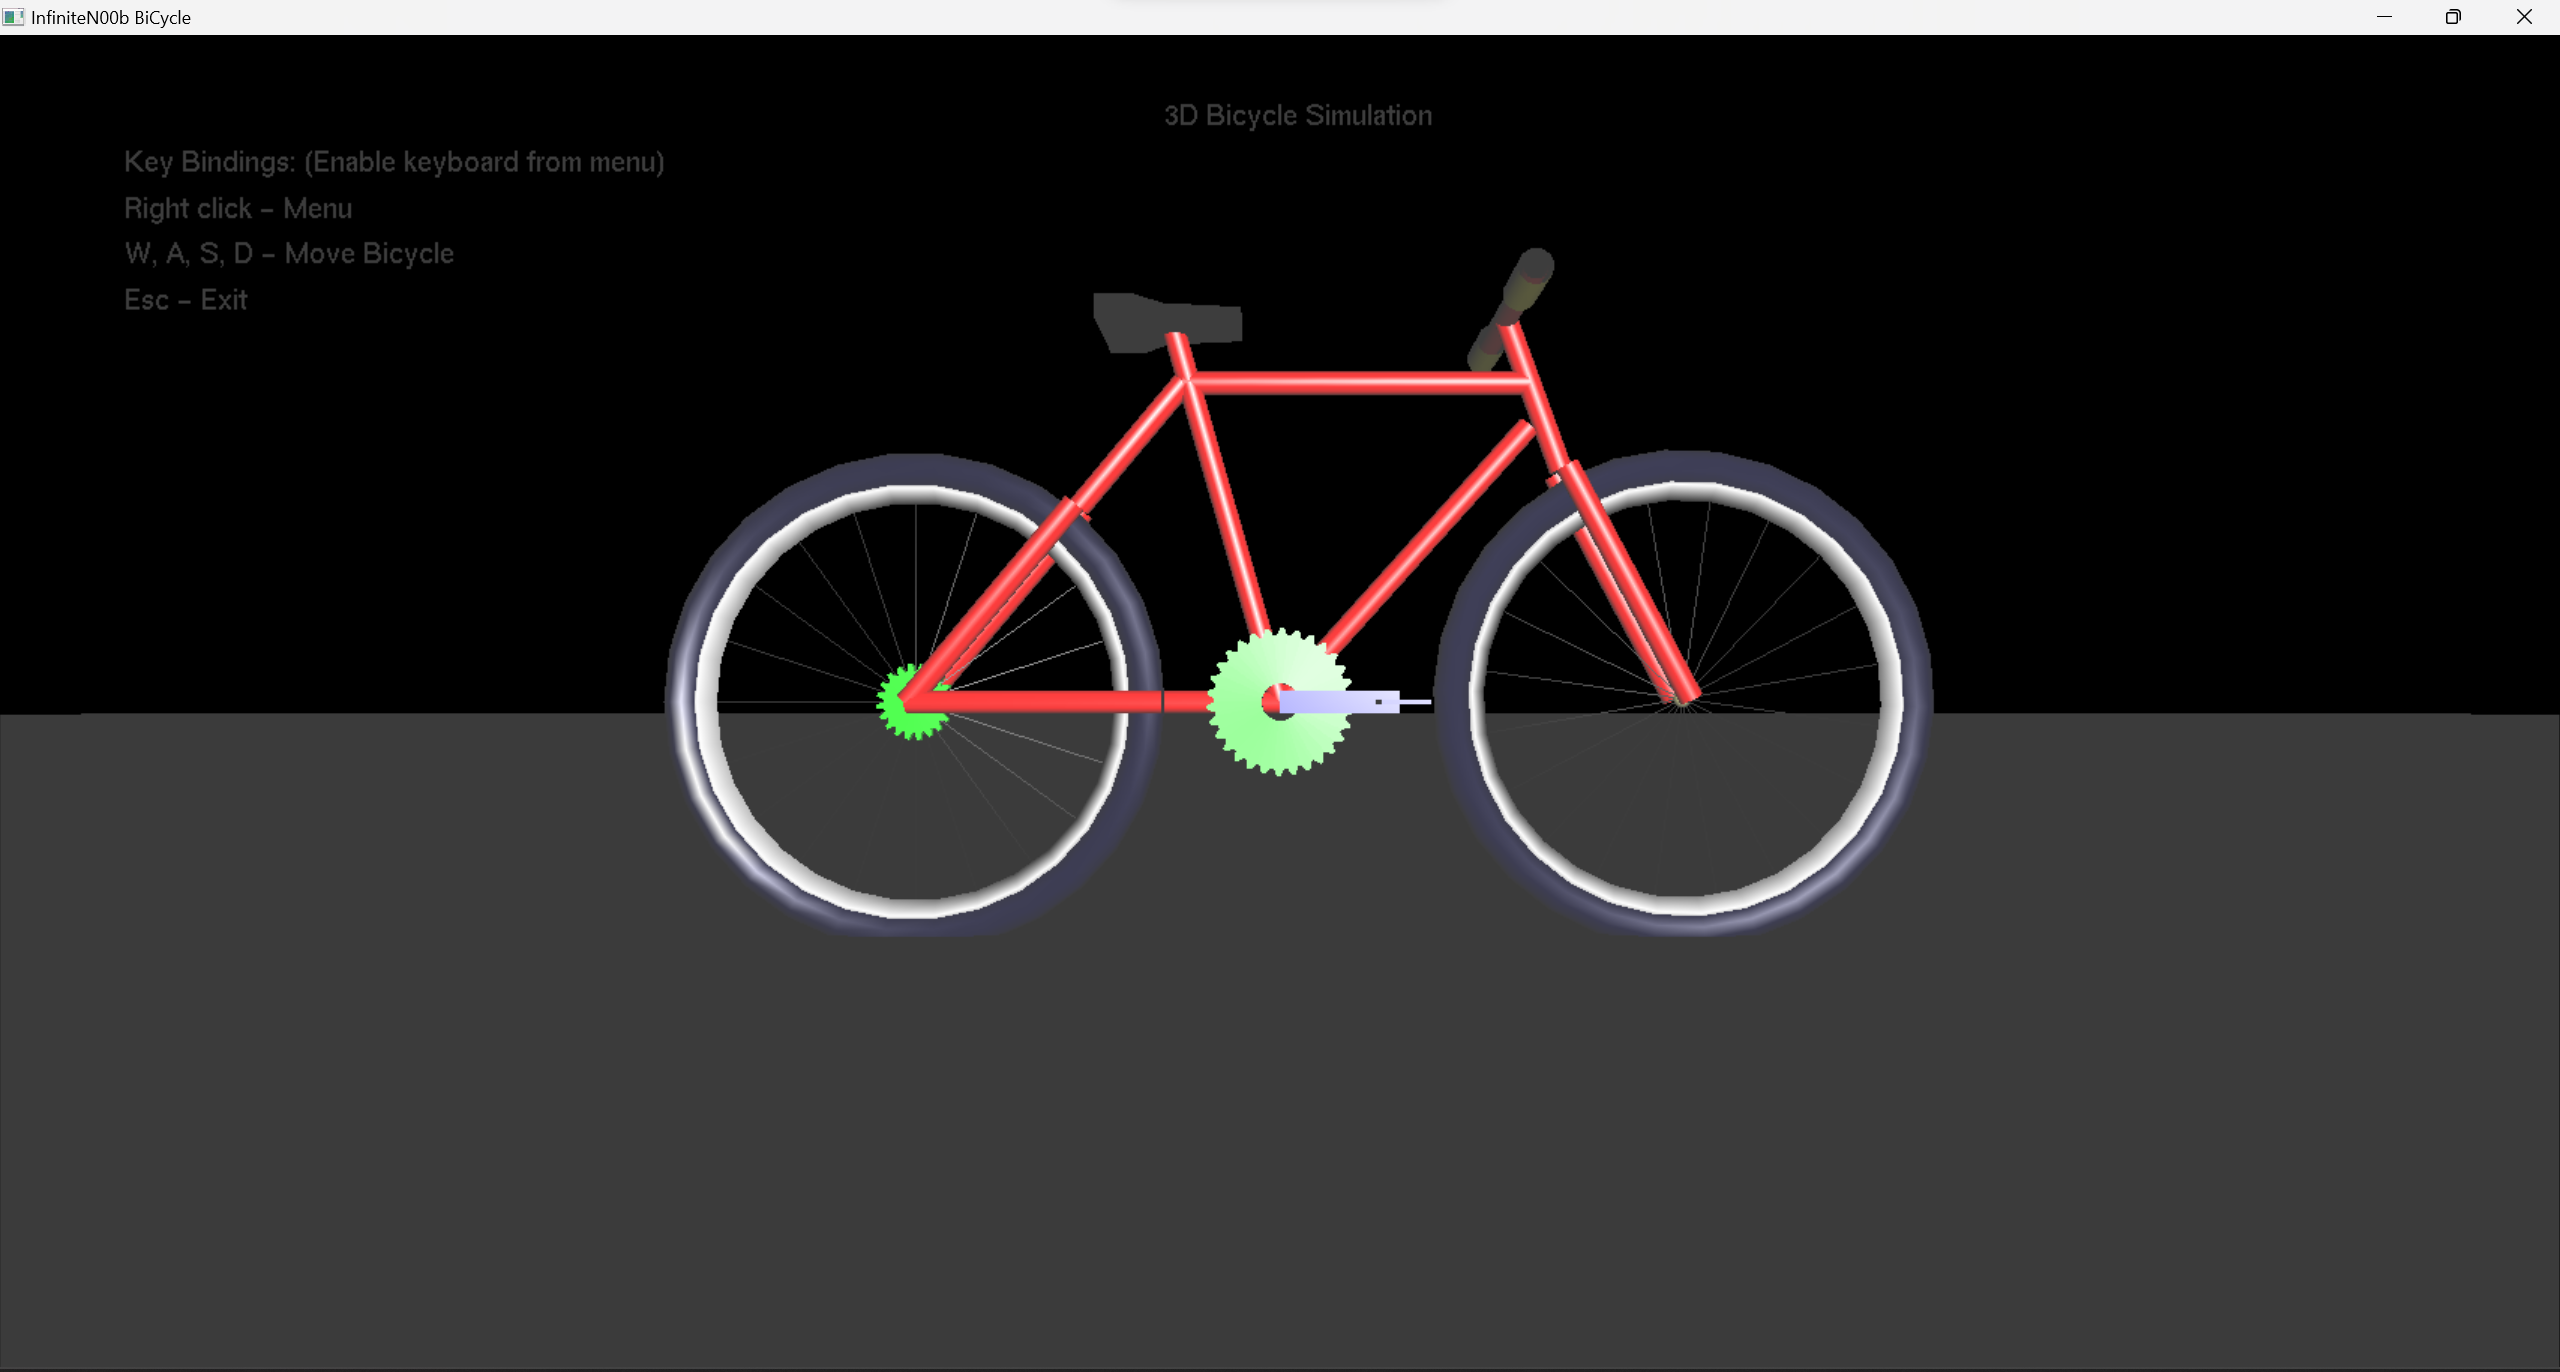 InfiniteN00b BiCycle
3D Bicycle Simulation
Key Bindings: (Enable keyboard from menu)
Right click - Menu
W, A, S, D - Move Bicycle
Esc - Exit